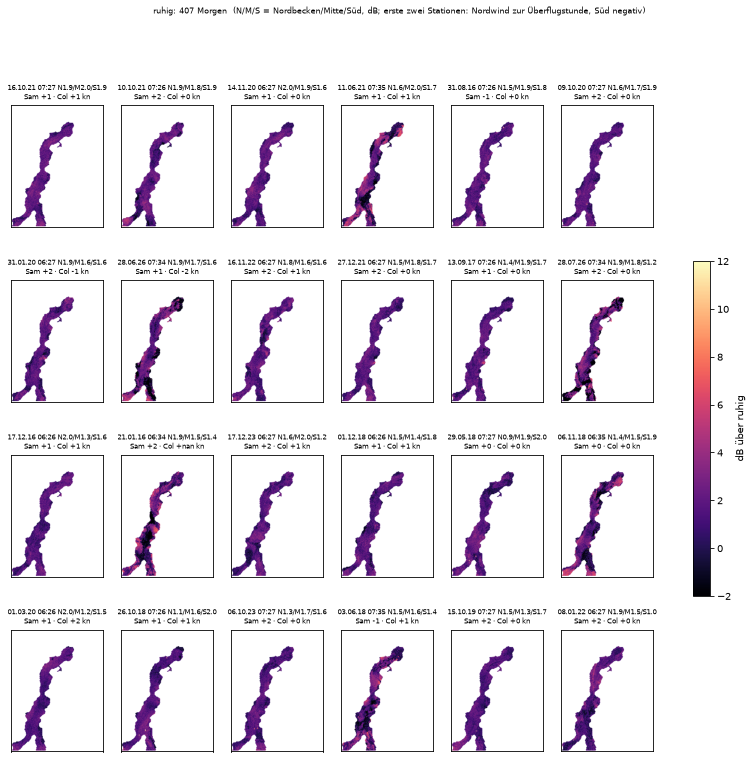 ruhig: 407 Morgen (N/M/S = Nordbecken/Mitte/Süd, dB; erste zwei Stationen: Nordwind zur Überflugstunde, Süd negativ)
16.10.21 07:27 N1.9/M2.0/S1.9
Sam +1 · Col +1 kn
10.10.21 07:26 N1.9/M1.8/S1.9
Sam +2 · Col +0 kn
14.11.20 06:27 N2.0/M1.9/S1.6
Sam +1 · Col +0 kn
11.06.21 07:35 N1.6/M2.0/S1.7
Sam +1 · Col +1 kn
31.08.16 07:26 N1.5/M1.9/S1.8
Sam -1 · Col +0 kn
09.10.20 07:27 N1.6/M1.7/S1.9
Sam +2 · Col +0 kn
31.01.20 06:27 N1.9/M1.6/S1.6
Sam +2 · Col -1 kn
28.06.26 07:34 N1.9/M1.7/S1.6
Sam +1 · Col -2 kn
16.11.22 06:27 N1.8/M1.6/S1.6
Sam +2 · Col +1 kn
27.12.21 06:27 N1.5/M1.8/S1.7
Sam +2 · Col +0 kn
13.09.17 07:26 N1.4/M1.9/S1.7
Sam +1 · Col +0 kn
28.07.26 07:34 N1.9/M1.8/S1.2
Sam +2 · Col +0 kn
17.12.16 06:26 N2.0/M1.3/S1.6
Sam +1 · Col +1 kn
21.01.16 06:34 N1.9/M1.5/S1.4
Sam +2 · Col +nan kn
17.12.23 06:27 N1.6/M2.0/S1.2
Sam +2 · Col +1 kn
01.12.18 06:26 N1.5/M1.4/S1.8
Sam +1 · Col +1 kn
29.05.18 07:27 N0.9/M1.9/S2.0
Sam +0 · Col +0 kn
06.11.18 06:35 N1.4/M1.5/S1.9
Sam +0 · Col +0 kn
01.03.20 06:26 N2.0/M1.2/S1.5
Sam +1 · Col +2 kn
26.10.18 07:26 N1.1/M1.6/S2.0
Sam +1 · Col +1 kn
06.10.23 07:27 N1.3/M1.7/S1.6
Sam +2 · Col +0 kn
03.06.18 07:35 N1.5/M1.6/S1.4
Sam -1 · Col +1 kn
15.10.19 07:27 N1.5/M1.3/S1.7
Sam +2 · Col +0 kn
08.01.22 06:27 N1.9/M1.5/S1.0
Sam +2 · Col +0 kn
12
10
8
6
4
2
0
−2
dB über ruhig